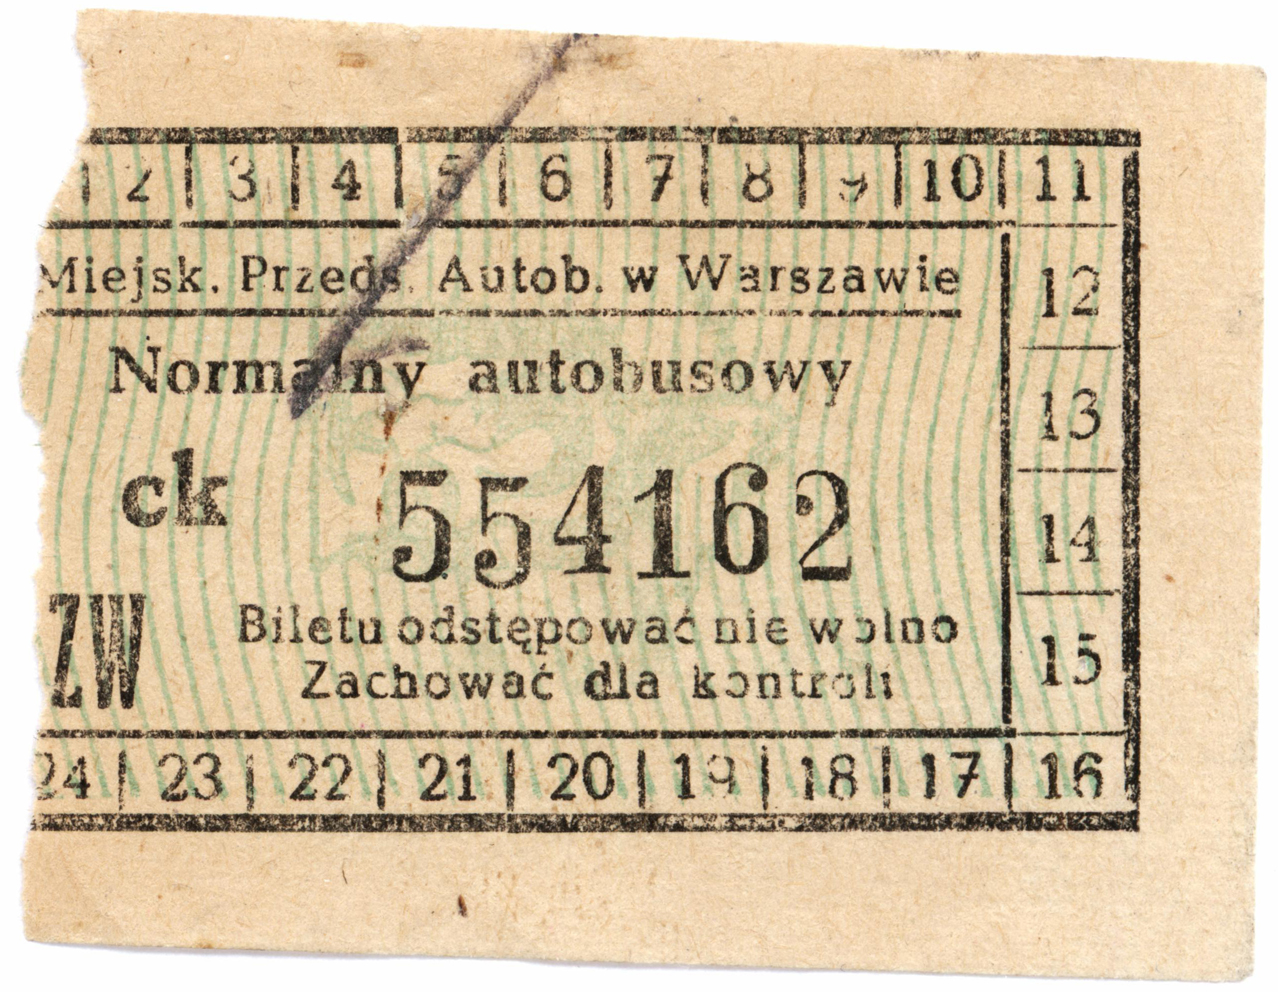 2 3 4 5 6 7 8 9 10 11
Miejsk. Przeds. Autob. w Warszawie
12
Normalny autobusowy
13
ck 554162
14
ZW Biletu odstępować nie wolno
Zachować dla kontroli
15
24 23 22 21 20 19 18 17 16